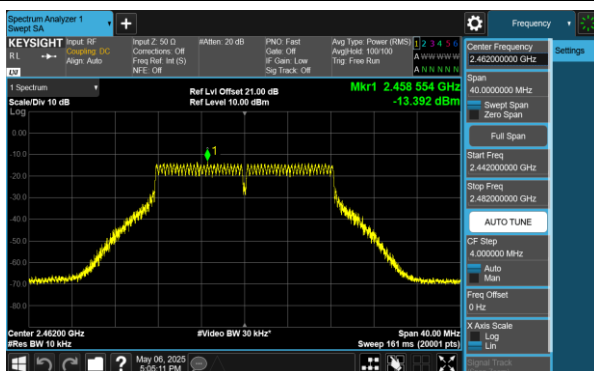 Spectrum Analyzer 1
Swept SA
Frequency
KEYSIGHT
RL
Input: RF
Coupling: DC
Align: Auto
Input Z: 50 Ω
Corrections: Off
Freq Ref: Int (S)
NFE: Off
#Atten: 20 dB
PNO: Fast
Gate: Off
IF Gain: Low
Sig Track: Off
Avg Type: Power (RMS)
Avg|Hold: 100/100
Trig: Free Run
1 2 3 4 5 6
A W W W W W
A N N N N N
LXI
1 Spectrum
Scale/Div 10 dB
Ref Lvl Offset 21.00 dB
Ref Level 10.00 dBm
Mkr1 2.458 554 GHz
-13.392 dBm
Log
0.00
-10.0
-20.0
-30.0
-40.0
-50.0
-60.0
-70.0
-80.0
1
Center 2.46200 GHz
#Res BW 10 kHz
#Video BW 30 kHz*
Span 40.00 MHz
Sweep 161 ms (20001 pts)
May 06, 2025
5:05:11 PM
Center Frequency
2.462000000 GHz
Span
40.0000000 MHz
Swept Span
Zero Span
Full Span
Start Freq
2.442000000 GHz
Stop Freq
2.482000000 GHz
AUTO TUNE
CF Step
4.000000 MHz
Auto
Man
Freq Offset
0 Hz
X Axis Scale
Log
Lin
Signal Track
Settings